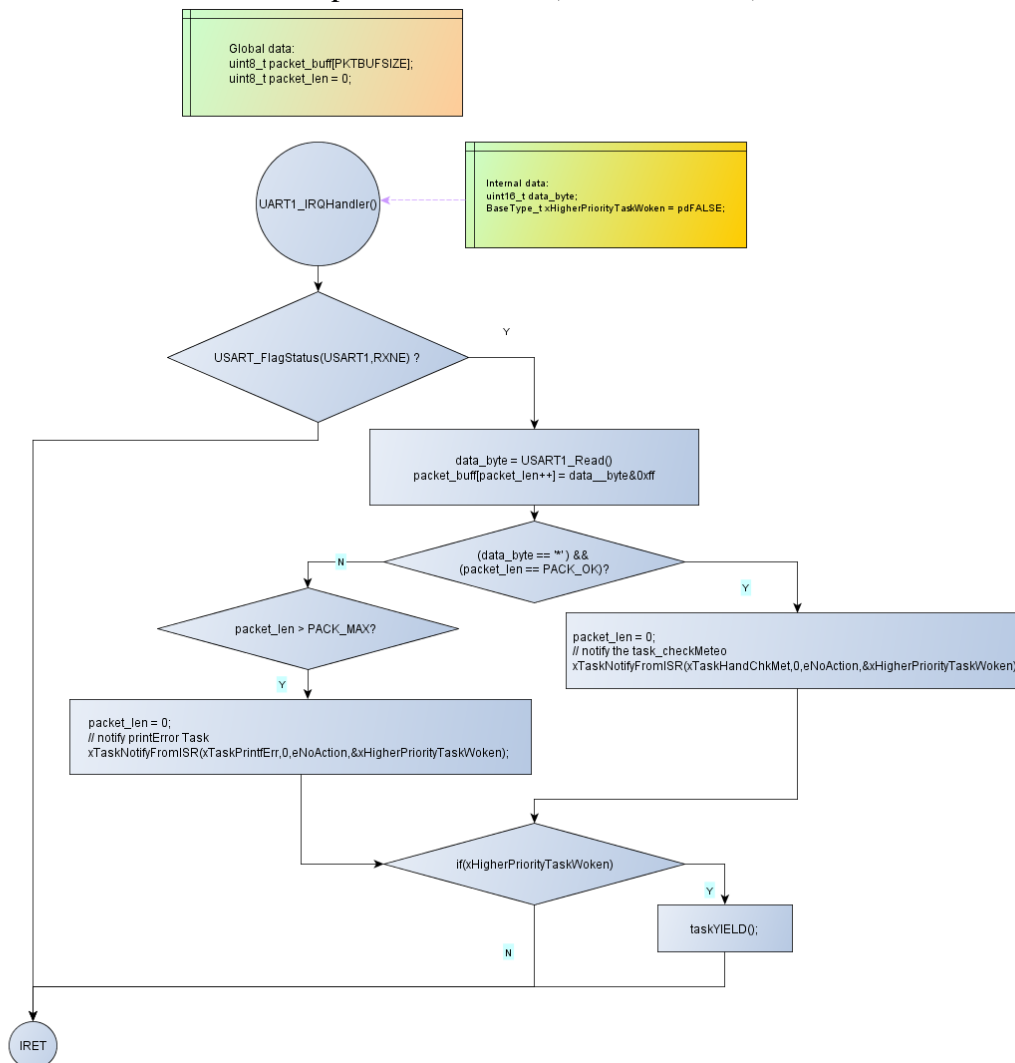 Global data:
uint8_t packet_buff[PKTBUFSIZE];
uint8_t packet_len = 0;
UART1_IRQHandler()
Internal data:
uint16_t data_byte;
BaseType_t xHigherPriorityTaskWoken = pdFALSE;
USART_FlagStatus(USART1,RXNE) ?
Y
data_byte = USART1_Read()
packet_buff[packet_len++] = data__byte&0xff
(data_byte == '*' ) &&
(packet_len == PACK_OK)?
N
Y
packet_len > PACK_MAX?
packet_len = 0;
// notify the task_checkMeteo
xTaskNotifyFromISR(xTaskHandChkMet,0,eNoAction,&xHigherPriorityTaskWoken)
Y
packet_len = 0;
// notify printError Task
xTaskNotifyFromISR(xTaskPrintfErr,0,eNoAction,&xHigherPriorityTaskWoken);
if(xHigherPriorityTaskWoken)
Y
taskYIELD();
N
IRET